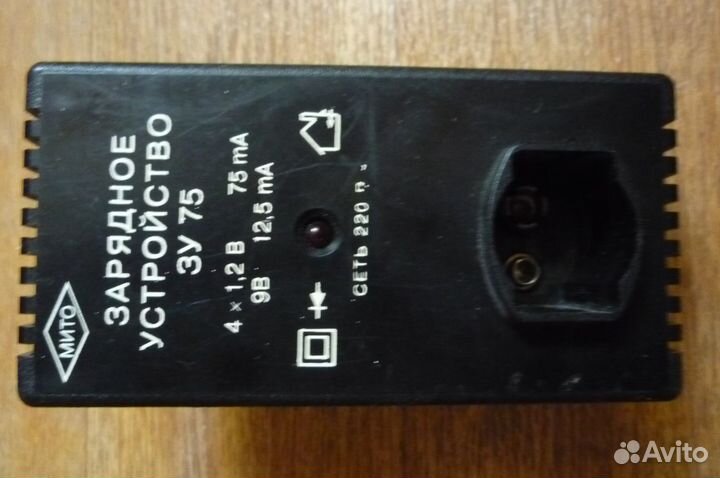 МИТО
ЗАРЯДНОЕ
УСТРОЙСТВО
ЗУ 75
4 × 1,2 В 75 mA
9В 12,5 mA
СЕТЬ 220
Avito